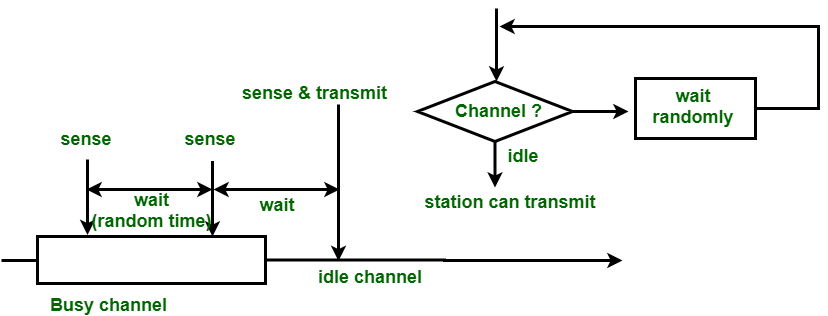 sense & transmit
sense
sense
wait
(random time)
wait
idle channel
Busy channel
Channel ?
wait
randomly
idle
station can transmit